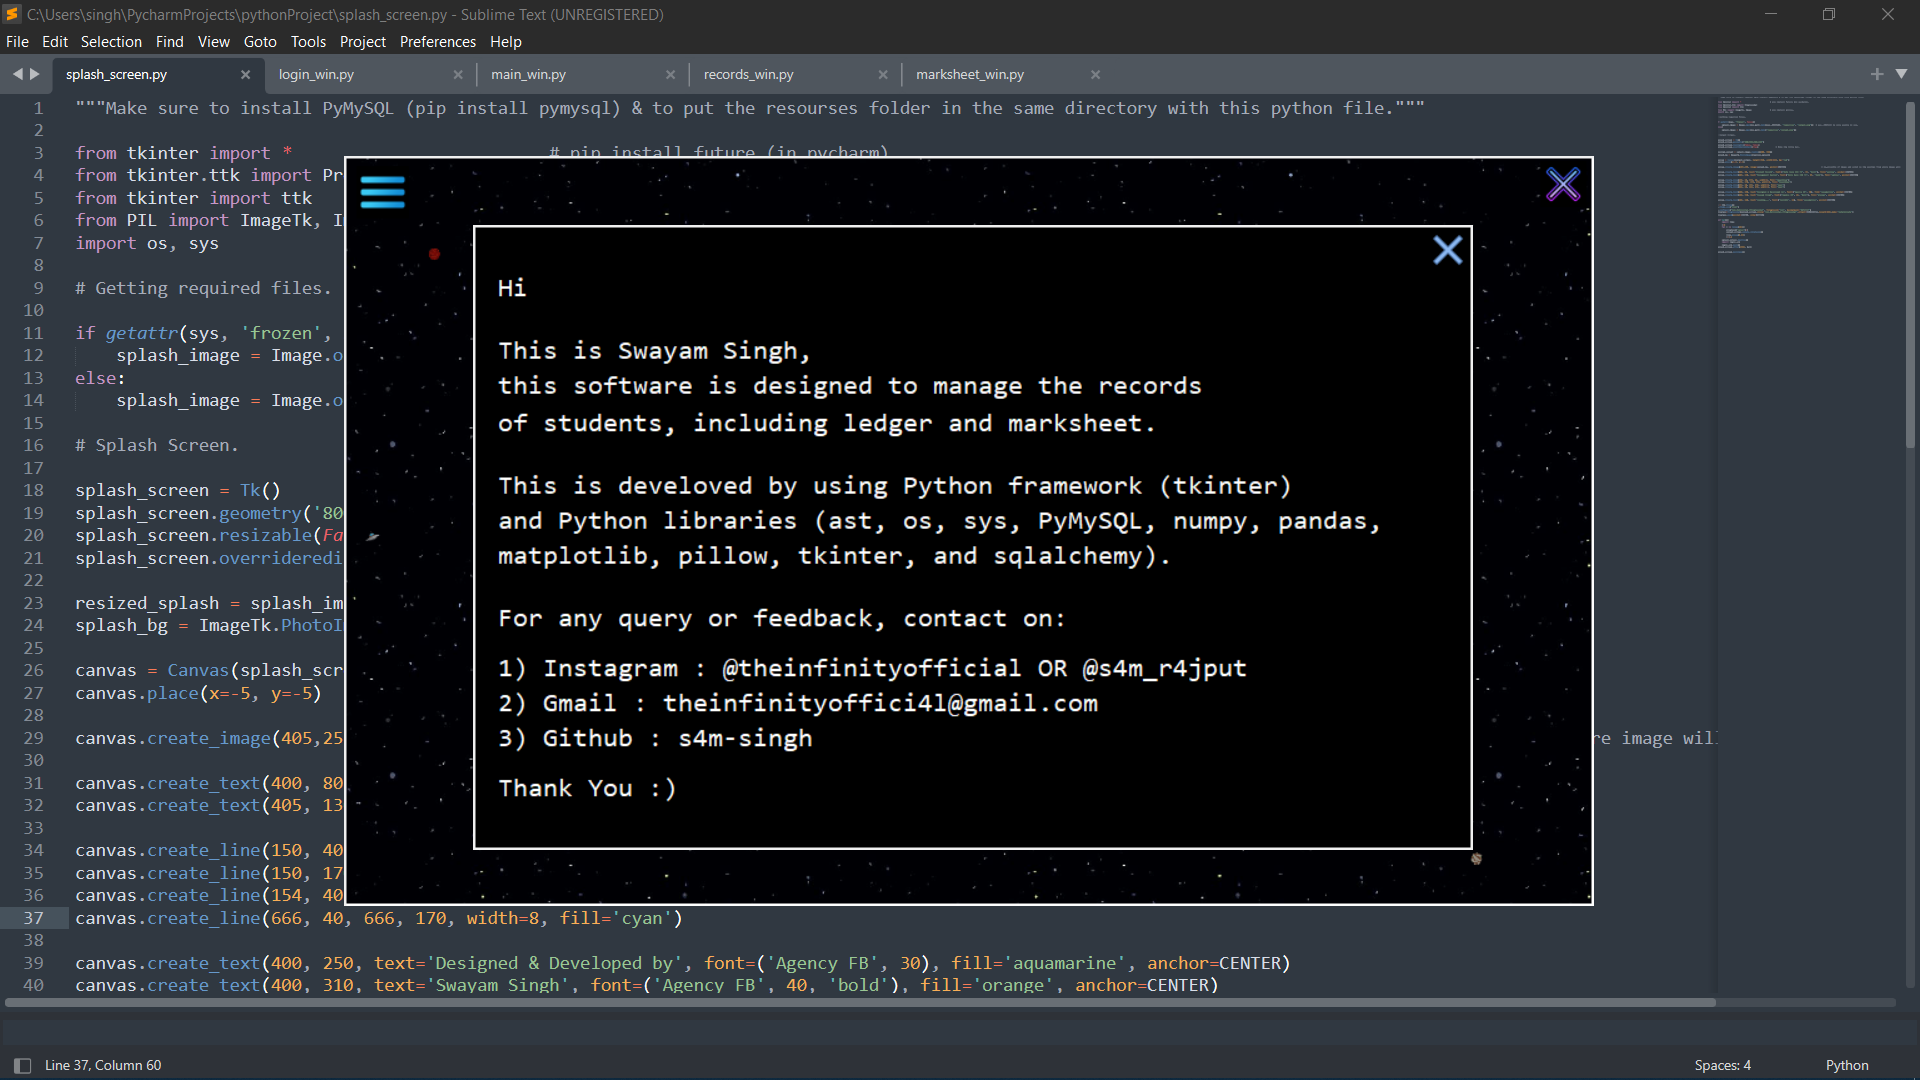 C:\Users\singh\PycharmProjects\pythonProject\splash_screen.py - Sublime Text (UNREGISTERED)
File Edit Selection Find View Goto Tools Project Preferences Help
splash_screen.py login_win.py main_win.py records_win.py marksheet_win.py
1 """Make sure to install PyMySQL (pip install pymysql) & to put the resourses folder in the same directory with this python file."""
2
3 from tkinter import * # pip install future (in pycharm)
4 from tkinter.ttk import Pr
5 from tkinter import ttk
6 from PIL import ImageTk, I
7 import os, sys
8
9 # Getting required files.
10
11 if getattr(sys, 'frozen',
12 splash_image = Image.o
13 else:
14 splash_image = Image.o
15
16 # Splash Screen.
17
18 splash_screen = Tk()
19 splash_screen.geometry('80
20 splash_screen.resizable(Fa
21 splash_screen.overrideredi
22
23 resized_splash = splash_im
24 splash_bg = ImageTk.PhotoI
25
26 canvas = Canvas(splash_scr
27 canvas.place(x=-5, y=-5)
28
29 canvas.create_image(405,25 re image wil
30
31 canvas.create_text(400, 80
32 canvas.create_text(405, 13
33
34 canvas.create_line(150, 40
35 canvas.create_line(150, 17
36 canvas.create_line(154, 40
37 canvas.create_line(666, 40, 666, 170, width=8, fill='cyan')
38
39 canvas.create_text(400, 250, text='Designed & Developed by', font=('Agency FB', 30), fill='aquamarine', anchor=CENTER)
40 canvas.create_text(400, 310, text='Swayam Singh', font=('Agency FB', 40, 'bold'), fill='orange', anchor=CENTER)
Hi
This is Swayam Singh,
this software is designed to manage the records
of students, including ledger and marksheet.
This is develoved by using Python framework (tkinter)
and Python libraries (ast, os, sys, PyMySQL, numpy, pandas,
matplotlib, pillow, tkinter, and sqlalchemy).
For any query or feedback, contact on:
1) Instagram : @theinfinityofficial OR @s4m_r4jput
2) Gmail : theinfinityoffici4l@gmail.com
3) Github : s4m-singh
Thank You :)
Line 37, Column 60
Spaces: 4
Python